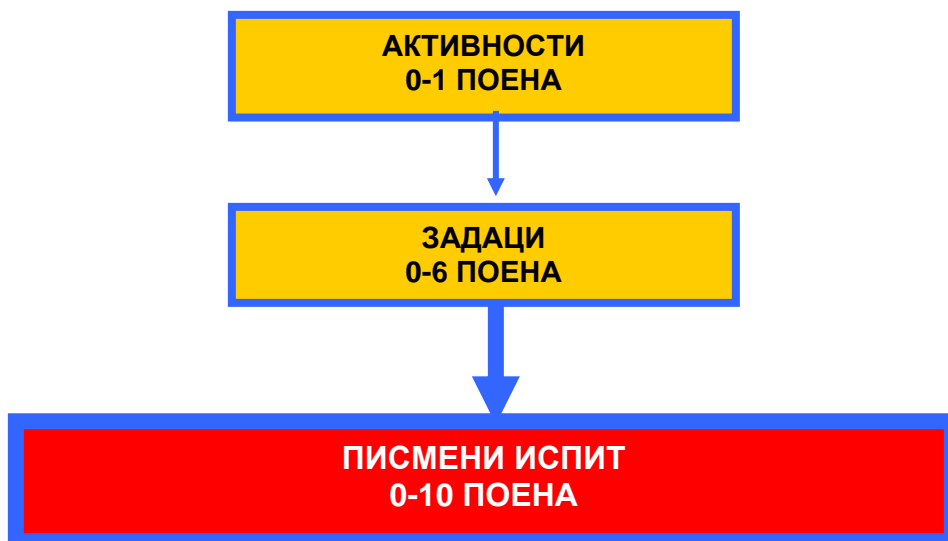 АКТИВНОСТИ
0-1 ПОЕНА
ЗАДАЦИ
0-6 ПОЕНА
ПИСМЕНИ ИСПИТ
0-10 ПОЕНА